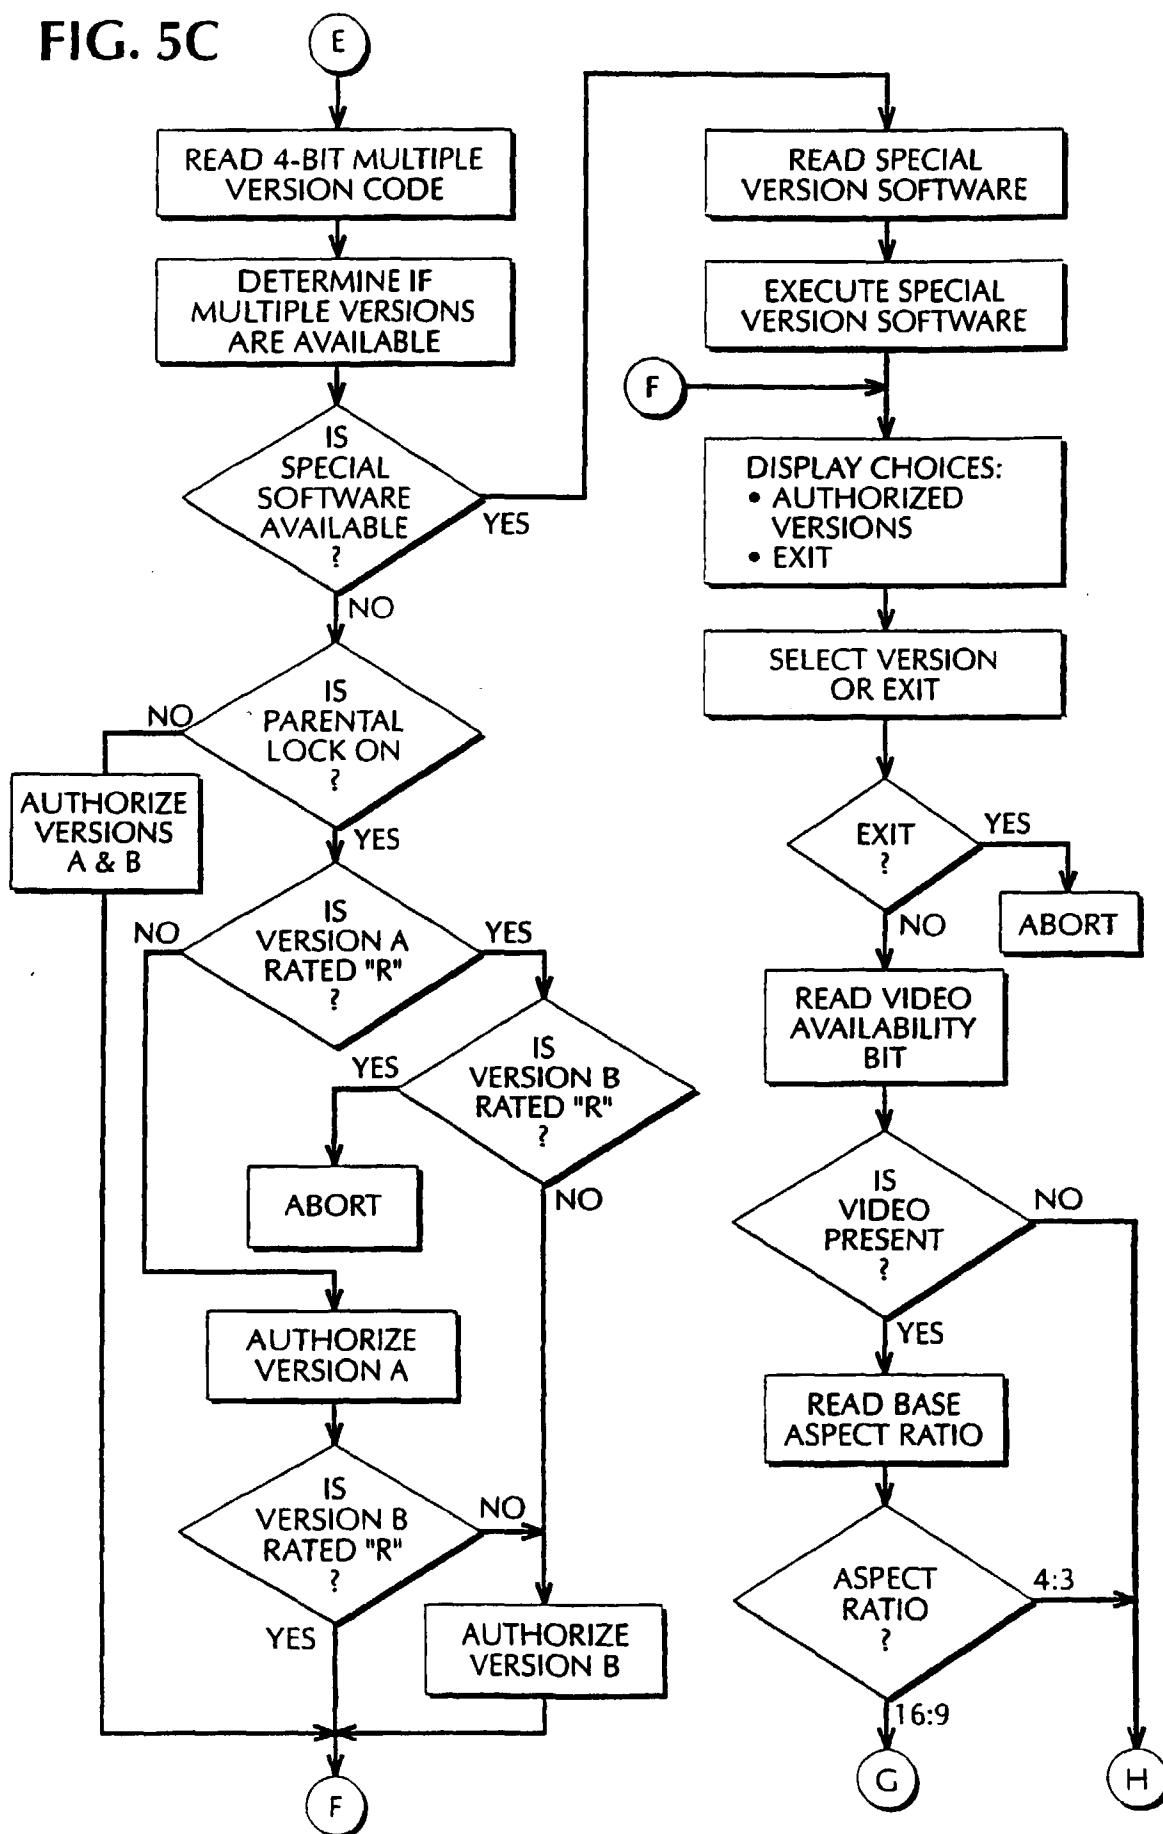 FIG. 5C
E
READ 4-BIT MULTIPLE
VERSION CODE
DETERMINE IF
MULTIPLE VERSIONS
ARE AVAILABLE
IS
SPECIAL
SOFTWARE
AVAILABLE
?
YES
NO
IS
PARENTAL
LOCK ON
?
NO
YES
AUTHORIZE
VERSIONS
A & B
IS
VERSION A
RATED "R"
?
NO
YES
IS
VERSION B
RATED "R"
?
YES
NO
ABORT
AUTHORIZE
VERSION A
IS
VERSION B
RATED "R"
?
NO
YES
AUTHORIZE
VERSION B
F
READ SPECIAL
VERSION SOFTWARE
EXECUTE SPECIAL
VERSION SOFTWARE
F
DISPLAY CHOICES:
• AUTHORIZED
VERSIONS
• EXIT
SELECT VERSION
OR EXIT
EXIT
?
YES
NO
ABORT
READ VIDEO
AVAILABILITY
BIT
IS
VIDEO
PRESENT
?
NO
YES
READ BASE
ASPECT RATIO
ASPECT
RATIO
?
4:3
16:9
G
H